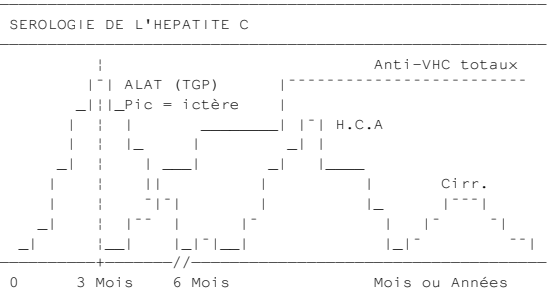 SEROLOGIE DE L'HEPATITE C
Anti-VHC totaux
ALAT (TGP)
Pic = ictère
H.C.A
Cirr.
0 3 Mois 6 Mois Mois ou Années